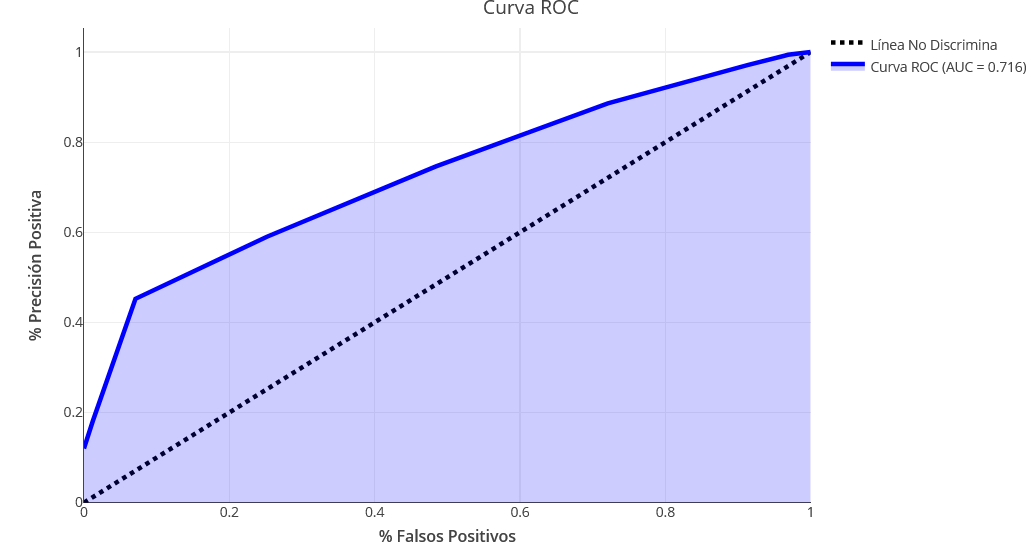 Curva ROC
Línea No Discrimina
Curva ROC (AUC = 0.716)
% Precisión Positiva
1
0.8
0.6
0.4
0.2
0
0
0.2
0.4
0.6
0.8
1
% Falsos Positivos